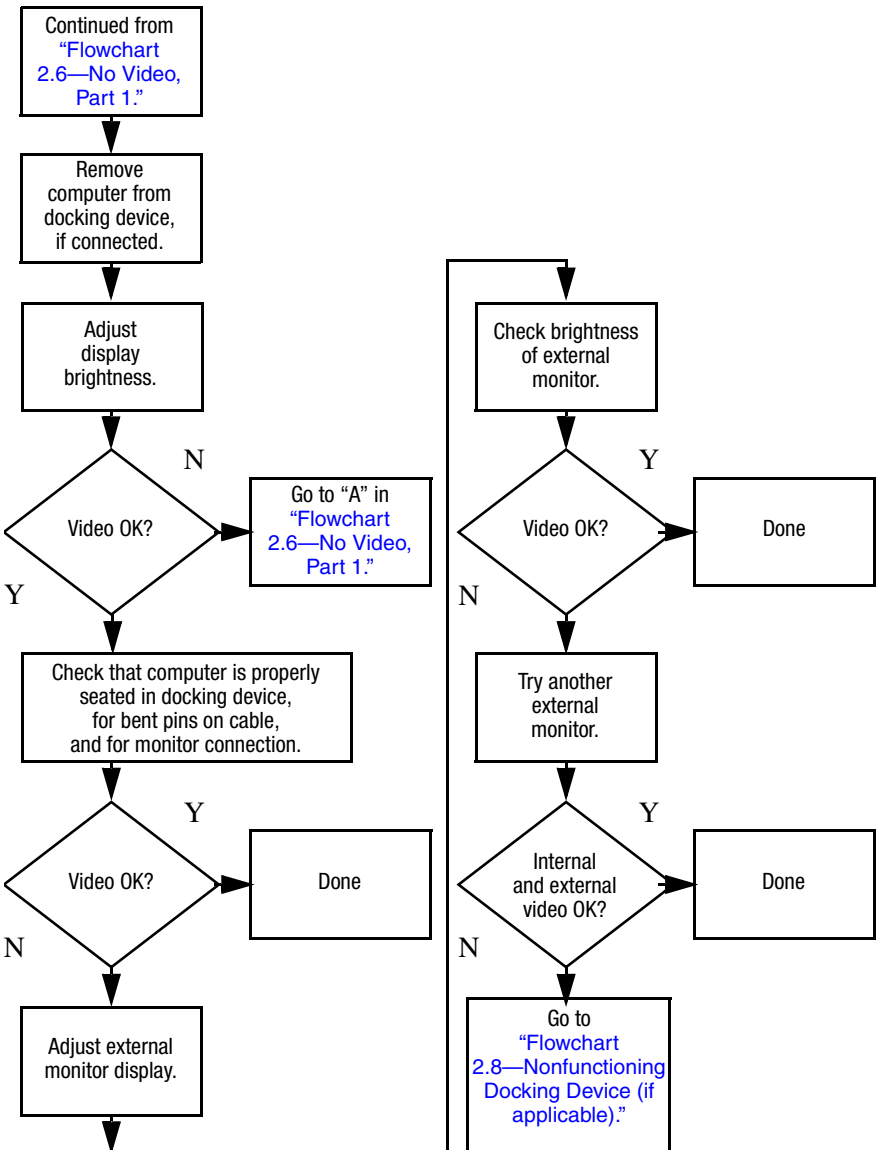 Continued from
“Flowchart
2.6—No Video,
Part 1.”
Remove
computer from
docking device,
if connected.
Adjust
display
brightness.
N
Video OK?
Go to “A” in
“Flowchart
2.6—No Video,
Part 1.”
Y
Check that computer is properly
seated in docking device,
for bent pins on cable,
and for monitor connection.
Y
Video OK?
Done
N
Adjust external
monitor display.
Check brightness
of external
monitor.
Y
Video OK?
Done
N
Try another
external
monitor.
Y
Internal
and external
video OK?
Done
N
Go to
“Flowchart
2.8—Nonfunctioning
Docking Device (if
applicable).”